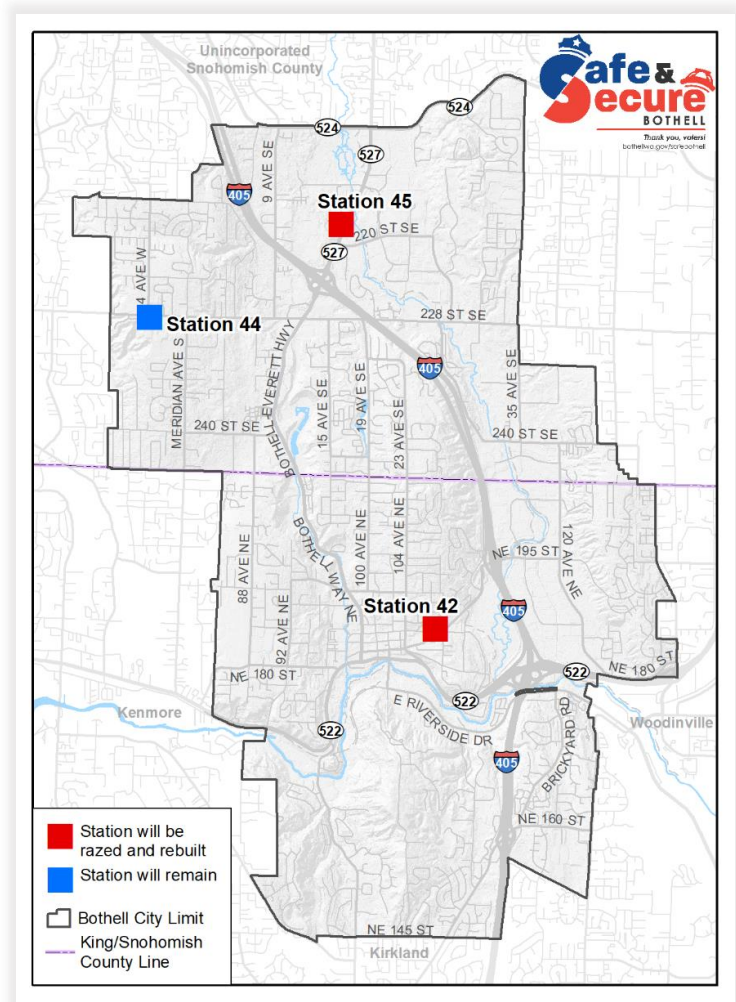 Unincorporated
Snohomish County
Safe &
Secure
BOTHELL
Thank you, voters!
bothellwa.gov/safebothell
524
524
527
9 AVE SE
405
Station 45
220 ST SE
527
4 AVE W
Station 44
228 ST SE
BOTHELL-EVERETT HWY
405
MERIDIAN AVE S
15 AVE SE
19 AVE SE
23 AVE SE
35 AVE SE
240 ST SE
240 ST SE
BOTHELL WAY NE
88 AVE NE
92 AVE NE
100 AVE NE
104 AVE NE
NE 195 ST
120 AVE NE
Station 42
405
NE 180 ST
522
NE 180 ST
522
E RIVERSIDE DR
Kenmore
522
BRICKYARD RD
Woodinville
405
NE 160 ST
NE 145 ST
Kirkland
Station will be
razed and rebuilt
Station will remain
Bothell City Limit
King/Snohomish
County Line